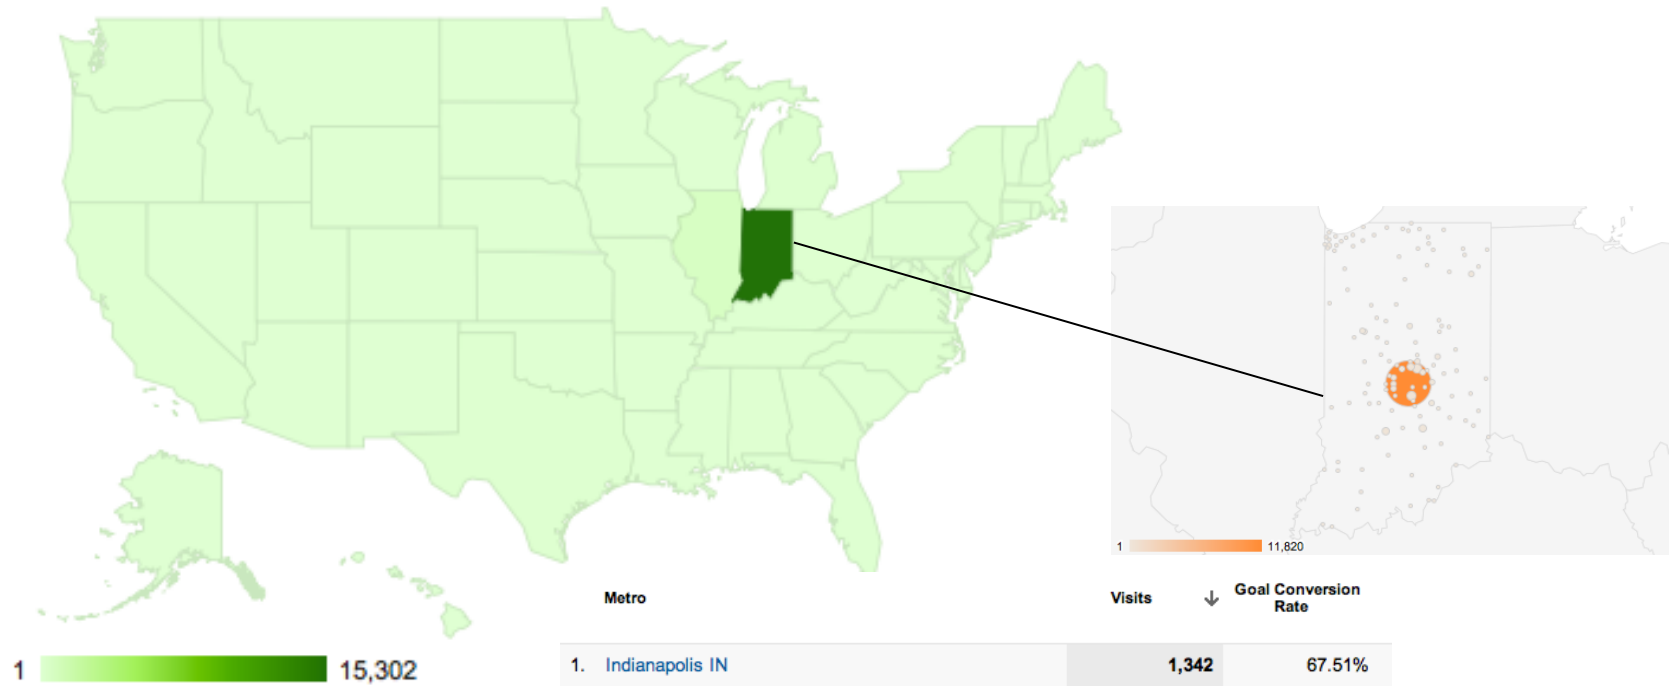 1 11,820
Metro Visits ↓ Goal Conversion
Rate
1. Indianapolis IN 1,342 67.51%
1 15,302